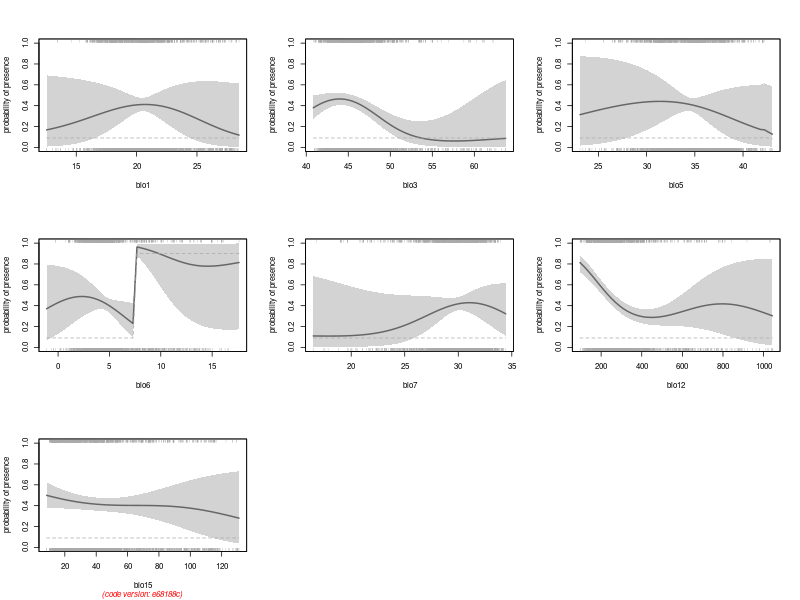 probability of presence
0.0 0.2 0.4 0.6 0.8 1.0
15 20 25
bio1
probability of presence
0.0 0.2 0.4 0.6 0.8 1.0
40 45 50 55 60
bio3
probability of presence
0.0 0.2 0.4 0.6 0.8 1.0
25 30 35 40
bio5
probability of presence
0.0 0.2 0.4 0.6 0.8 1.0
0 5 10 15
bio6
probability of presence
0.0 0.2 0.4 0.6 0.8 1.0
20 25 30 35
bio7
probability of presence
0.0 0.2 0.4 0.6 0.8 1.0
200 400 600 800 1000
bio12
probability of presence
0.0 0.2 0.4 0.6 0.8 1.0
20 40 60 80 100 120
bio15
(code version: e68188c)